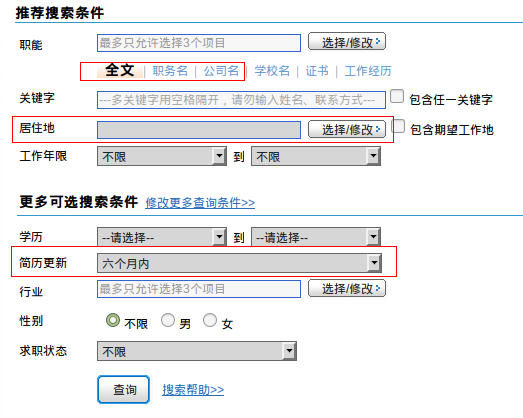 推荐搜索条件
职能 最多只允许选择3个项目 选择/修改
全文 | 职务名 | 公司名 | 学校名 | 证书 | 工作经历
关键字 ---多关键字用空格隔开，请勿输入姓名、联系方式--- 包含任一关键字
居住地 选择/修改 包含期望工作地
工作年限 不限 到 不限
更多可选搜索条件 修改更多查询条件>>
学历 --请选择-- 到 --请选择--
简历更新 六个月内
行业 最多只允许选择3个项目 选择/修改
性别 不限 男 女
求职状态 不限
查询 搜索帮助>>